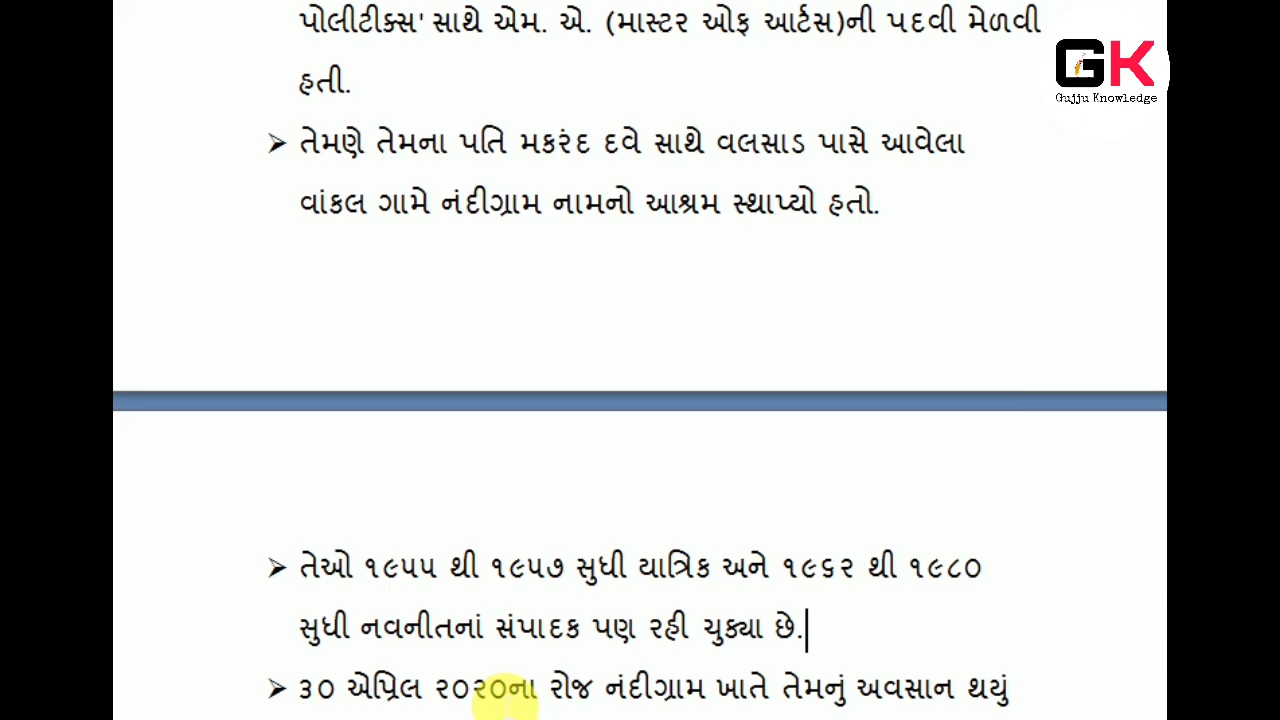 પોલીટીક્સ' સાથે એમ. એ. (માસ્ટર ઓફ આર્ટસ)ની પદવી મેળવી
હતી.
GK
Gujju Knowledge
➢ તેમણે તેમના પતિ મકરંદ દવે સાથે વલસાડ પાસે આવેલા
વાંકલ ગામે નંદીગ્રામ નામનો આશ્રમ સ્થાપ્યો હતો.
➢ તેઓ ૧૯૫૫ થી ૧૯૫૭ સુધી યાત્રિક અને ૧૯૬૨ થી ૧૯૮૦
સુધી નવનીતનાં સંપાદક પણ રહી ચુક્યા છે.
➢ ૩૦ એપ્રિલ ૨૦૨૦ના રોજ નંદીગ્રામ ખાતે તેમનું અવસાન થયું